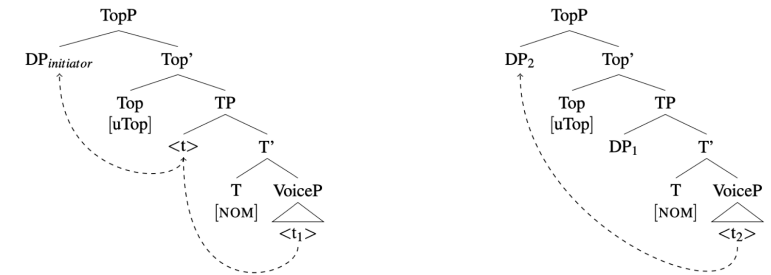 TopP
DPinitiator Top’
Top TP
[uTop]
<t> T’
T VoiceP
[NOM]
<t1>
TopP
DP2 Top’
Top TP
[uTop]
DP1 T’
T VoiceP
[NOM]
<t2>